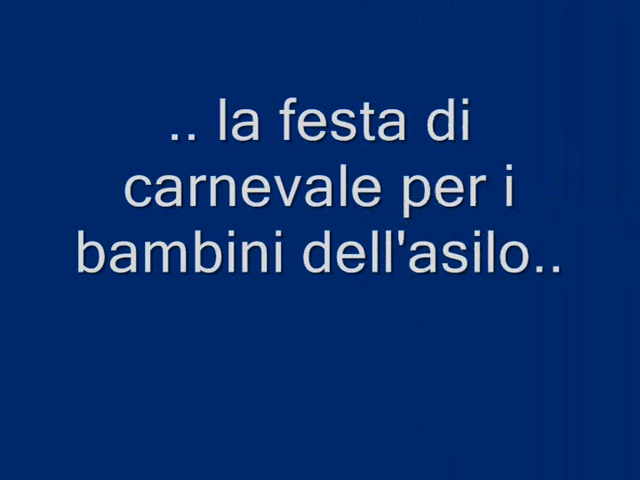 .. la festa di
carnevale per i
bambini dell'asilo..